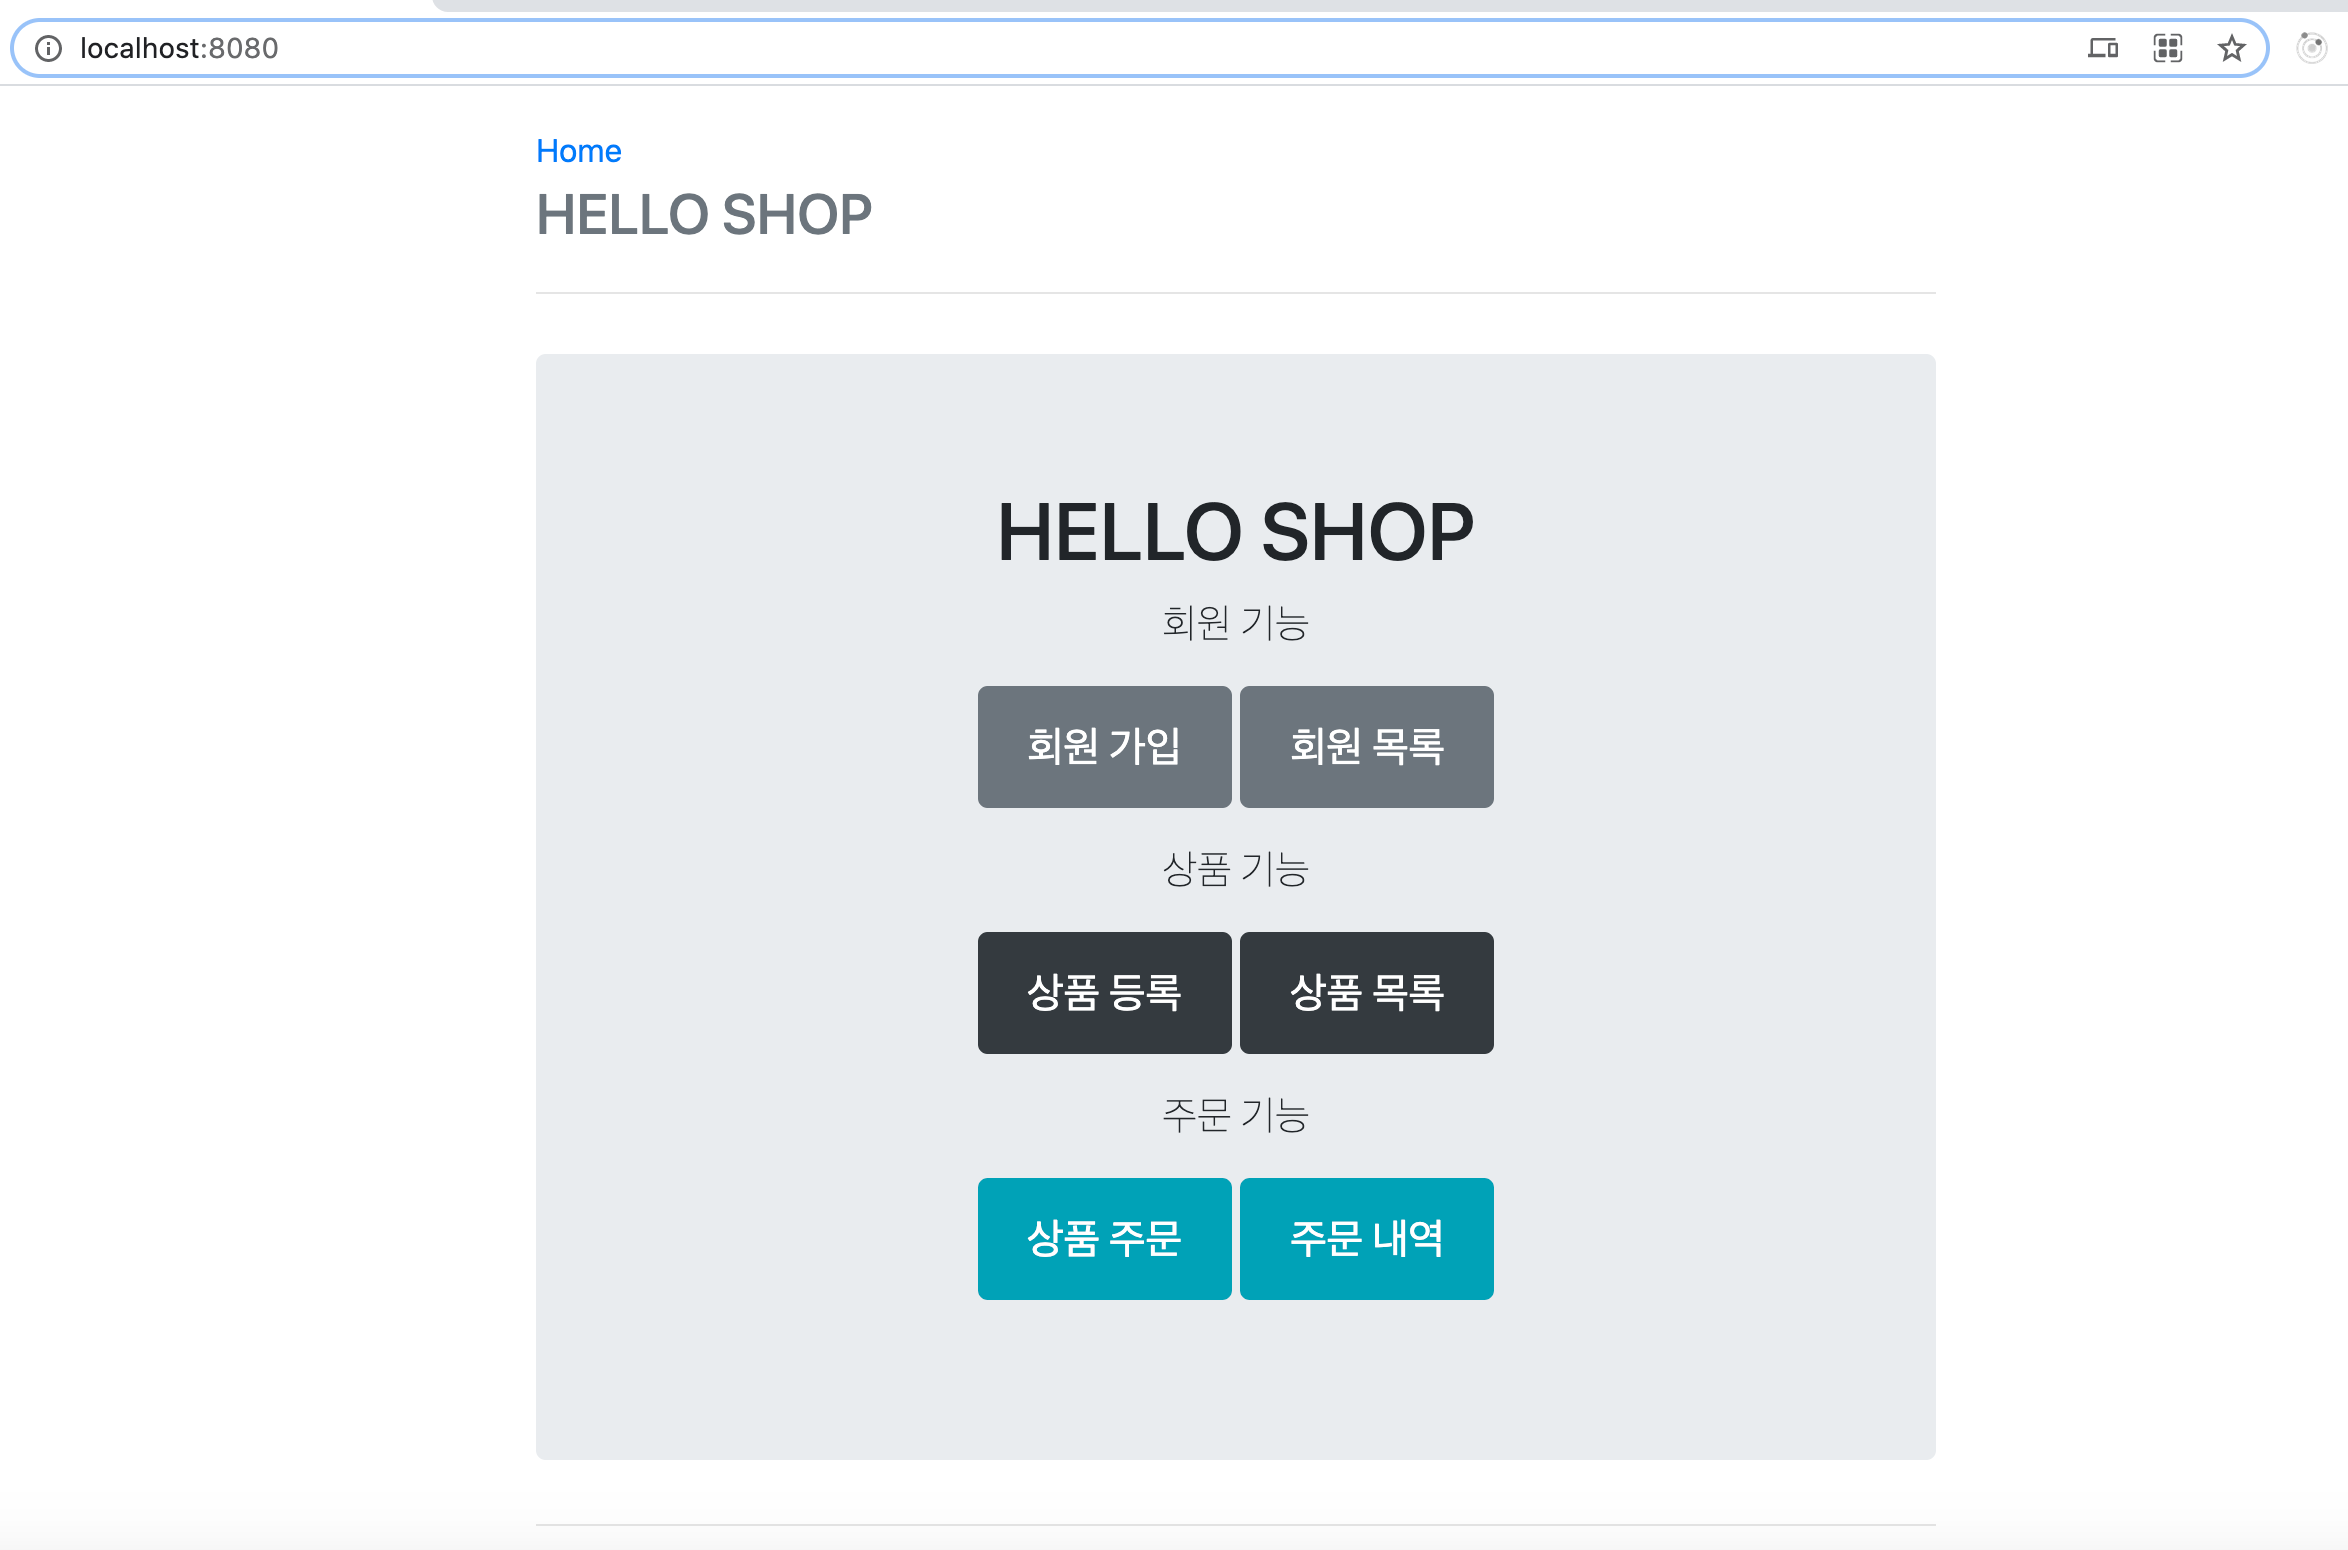 localhost:8080
Home
HELLO SHOP
HELLO SHOP
회원 기능
회원 가입 회원 목록
상품 기능
상품 등록 상품 목록
주문 기능
상품 주문 주문 내역